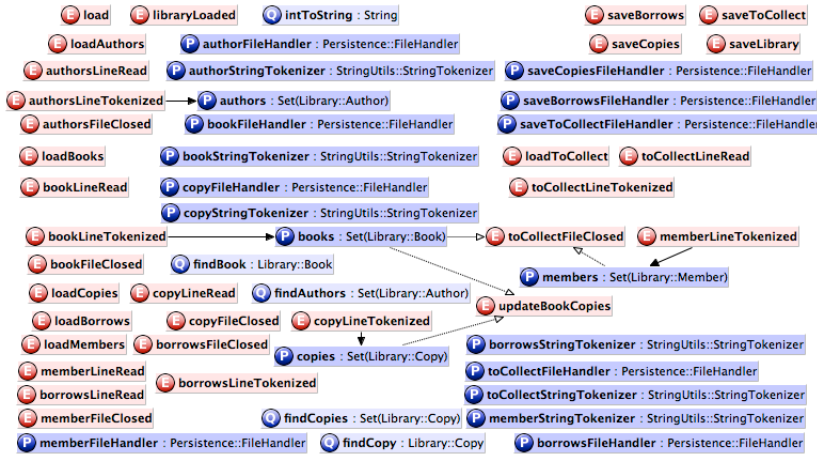 E load E libraryLoaded Q intToString : String E saveBorrows E saveToCollect
E loadAuthors P authorFileHandler : Persistence::FileHandler E saveCopies E saveLibrary
E authorsLineRead P authorStringTokenizer : StringUtils::StringTokenizer P saveCopiesFileHandler : Persistence::FileHandler
E authorsLineTokenized P authors : Set(Library::Author) P saveBorrowsFileHandler : Persistence::FileHandler
E authorsFileClosed P bookFileHandler : Persistence::FileHandler P saveToCollectFileHandler : Persistence::FileHandler
E loadBooks P bookStringTokenizer : StringUtils::StringTokenizer E loadToCollect E toCollectLineRead
E bookLineRead P copyFileHandler : Persistence::FileHandler E toCollectLineTokenized
P copyStringTokenizer : StringUtils::StringTokenizer
E bookLineTokenized P books : Set(Library::Book) E toCollectFileClosed E memberLineTokenized
E bookFileClosed Q findBook : Library::Book P members : Set(Library::Member)
E loadCopies E copyLineRead Q findAuthors : Set(Library::Author) E updateBookCopies
E loadBorrows E copyFileClosed E copyLineTokenized
E loadMembers E borrowsFileClosed P copies : Set(Library::Copy) P borrowsStringTokenizer : StringUtils::StringTokenizer
E memberLineRead P toCollectFileHandler : Persistence::FileHandler
E borrowsLineRead E borrowsLineTokenized P toCollectStringTokenizer : StringUtils::StringTokenizer
E memberFileClosed Q findCopies : Set(Library::Copy) P memberStringTokenizer : StringUtils::StringTokenizer
P memberFileHandler : Persistence::FileHandler Q findCopy : Library::Copy P borrowsFileHandler : Persistence::FileHandler